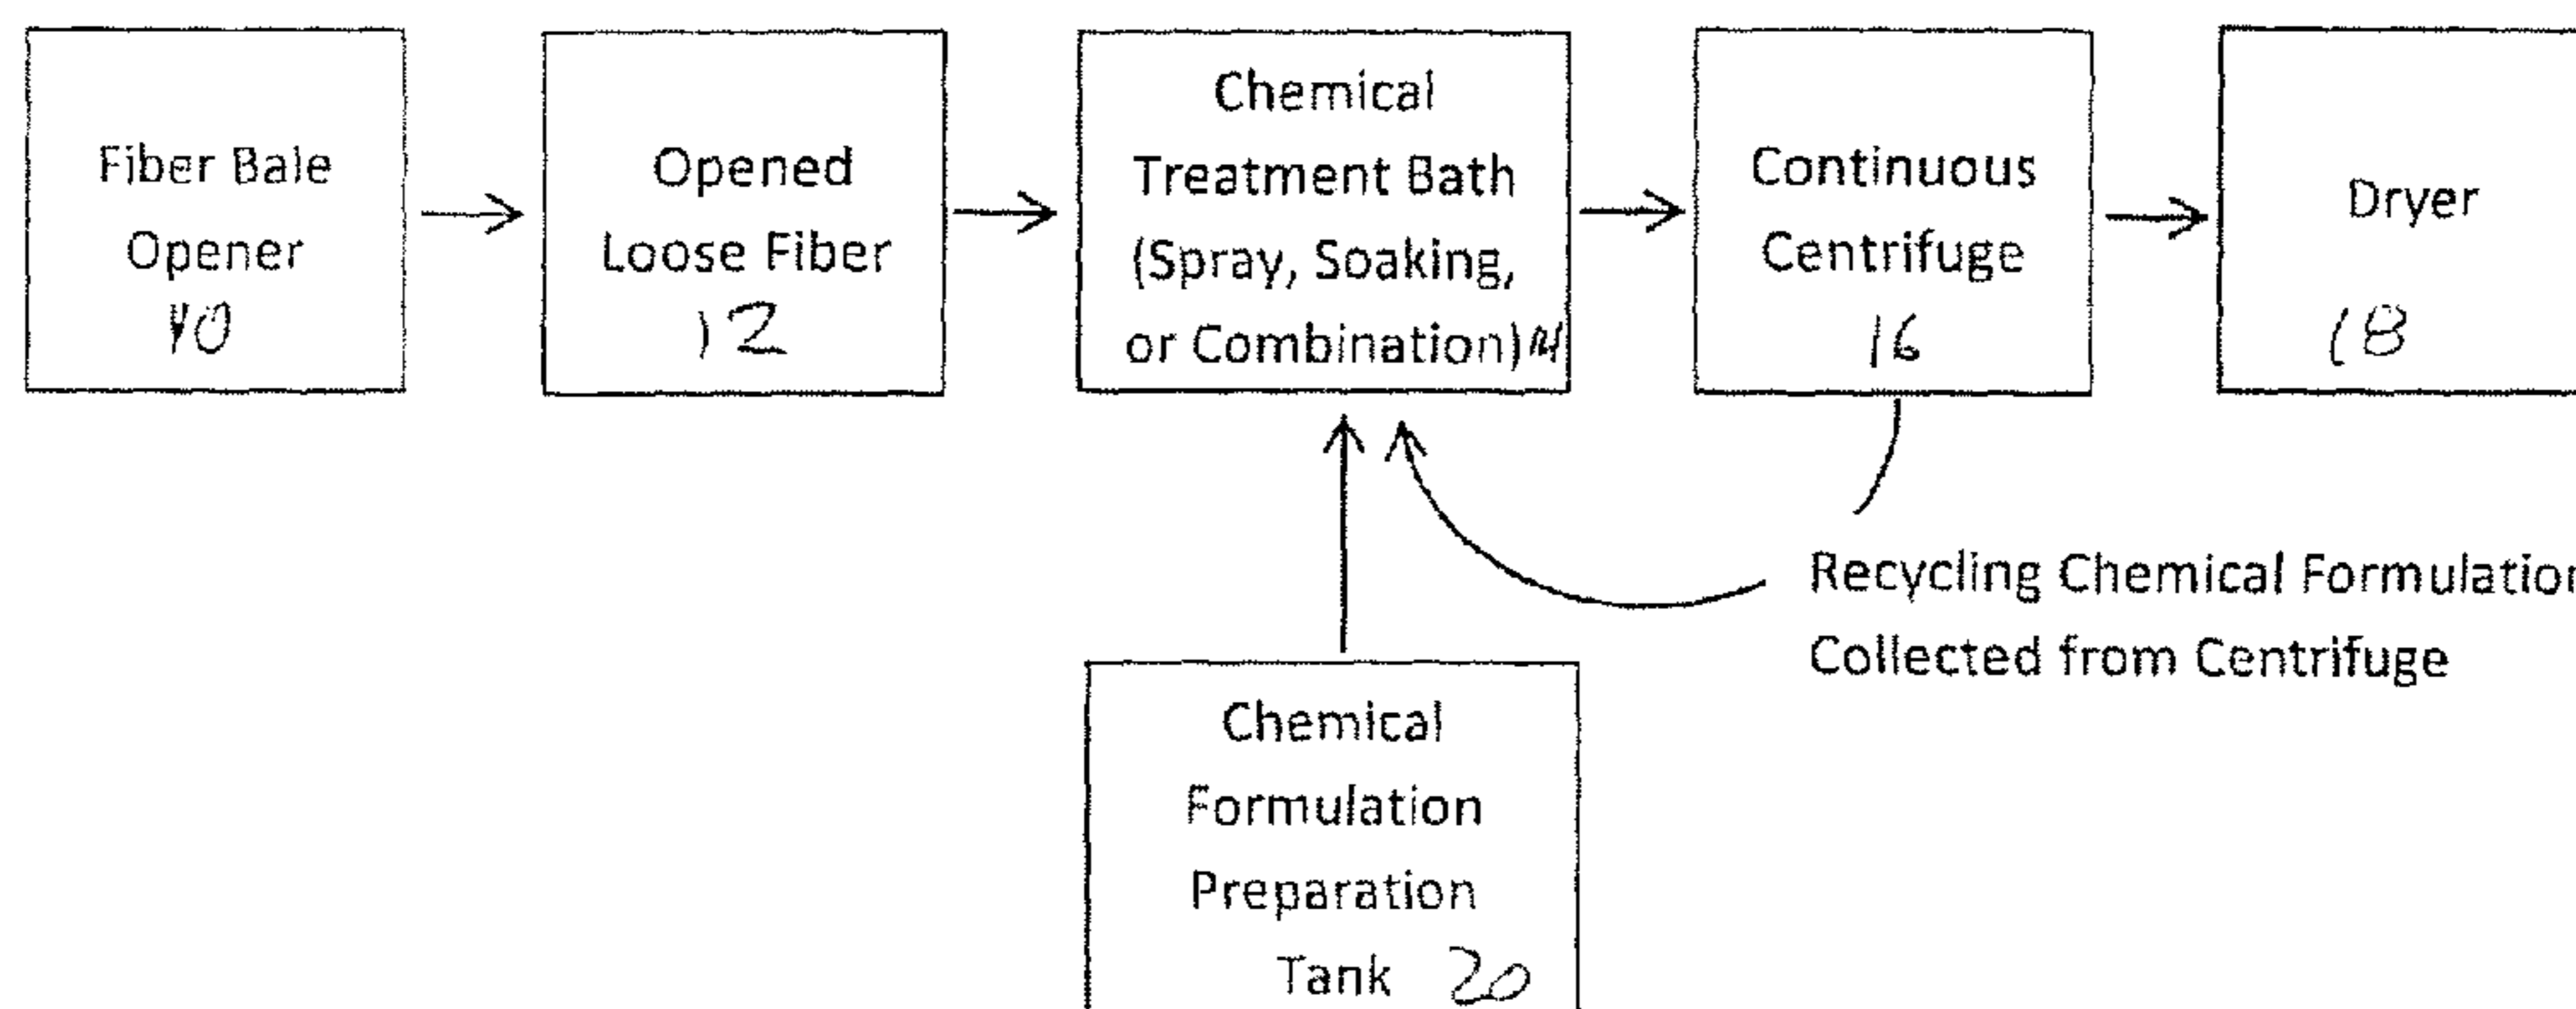 Fiber Bale
Opener
10
Opened
Loose Fiber
12
Chemical
Treatment Bath
(Spray, Soaking,
or Combination)
Continuous
Centrifuge
16
Dryer
18
Recycling Chemical Formulation
Collected from Centrifuge
Chemical
Formulation
Preparation
Tank 20